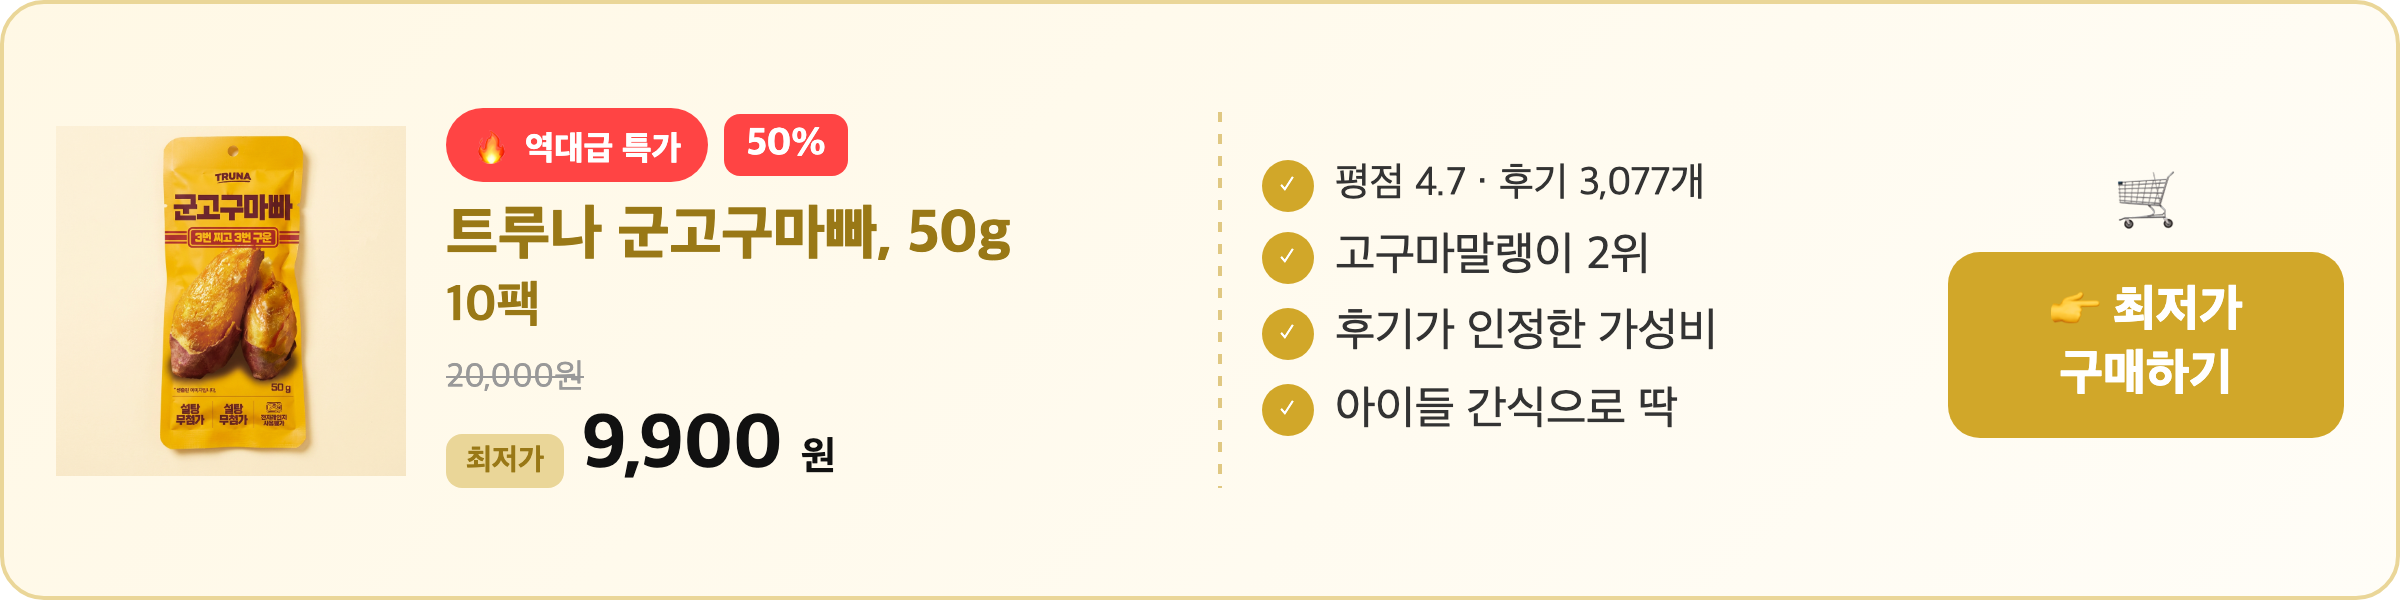 TRUNA
군고구마빠
3번 찌고 3번 구운
50g
설탕
무첨가
설탕
무첨가
역대급 특가
50%
트루나 군고구마빠, 50g
10팩
20,000원
최저가 9,900 원
✓ 평점 4.7 · 후기 3,077개
✓ 고구마말랭이 2위
✓ 후기가 인정한 가성비
✓ 아이들 간식으로 딱
👉 최저가
구매하기